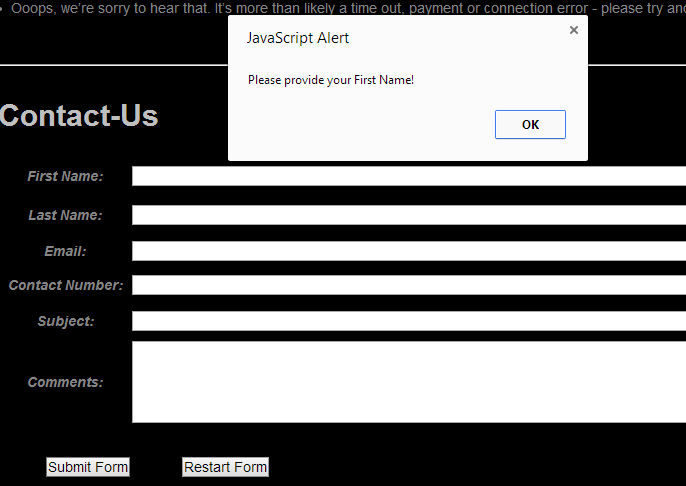 Ooops, we're sorry to hear that. It's more than likely a time out, payment or connection error - please try and
JavaScript Alert
Please provide your First Name!
OK
Contact-Us
First Name:
Last Name:
Email:
Contact Number:
Subject:
Comments:
Submit Form Restart Form